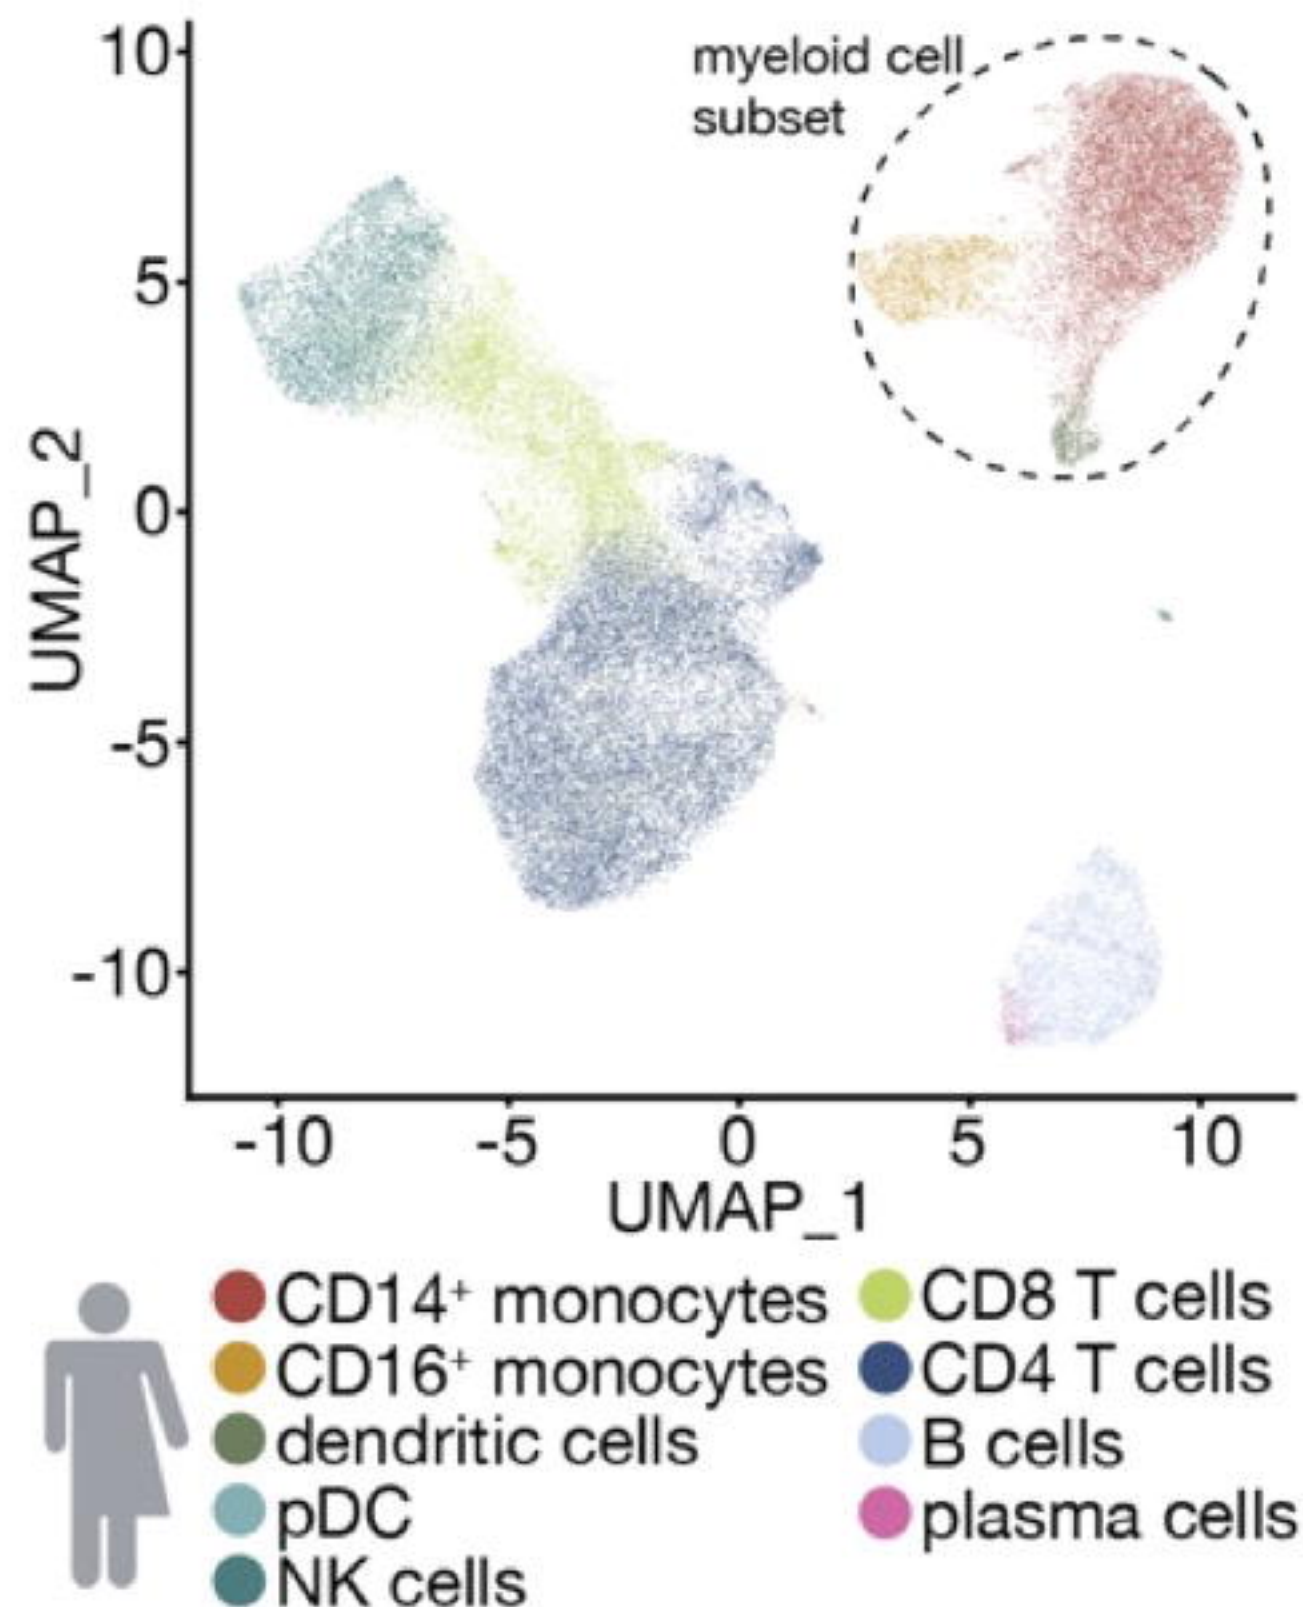 10
myeloid cell
subset
5
0
-5
-10
UMAP_2
-10 -5 0 5 10
UMAP_1
CD14⁺ monocytes
CD16⁺ monocytes
dendritic cells
pDC
NK cells
CD8 T cells
CD4 T cells
B cells
plasma cells